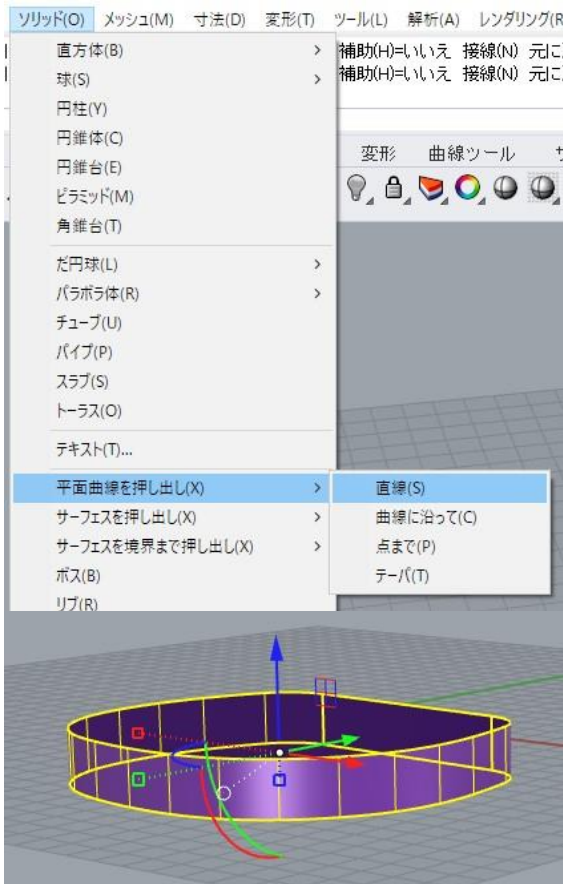 ソリッド(O) メッシュ(M) 寸法(D) 変形(T) ツール(L) 解析(A) レンダリング(R
補助(H)=いいえ 接線(N) 元に
補助(H)=いいえ 接線(N) 元に
変形 曲線ツール
直方体(B)
球(S)
円柱(Y)
円錐体(C)
円錐台(E)
ピラミッド(M)
角錐台(T)
だ円球(L)
パラボラ体(R)
チューブ(U)
パイプ(P)
スラブ(S)
トーラス(O)
テキスト(T)...
平面曲線を押し出し(X)
サーフェスを押し出し(X)
サーフェスを境界まで押し出し(X)
ボス(B)
リブ(R)
直線(S)
曲線に沿って(C)
点まで(P)
テーパ(T)